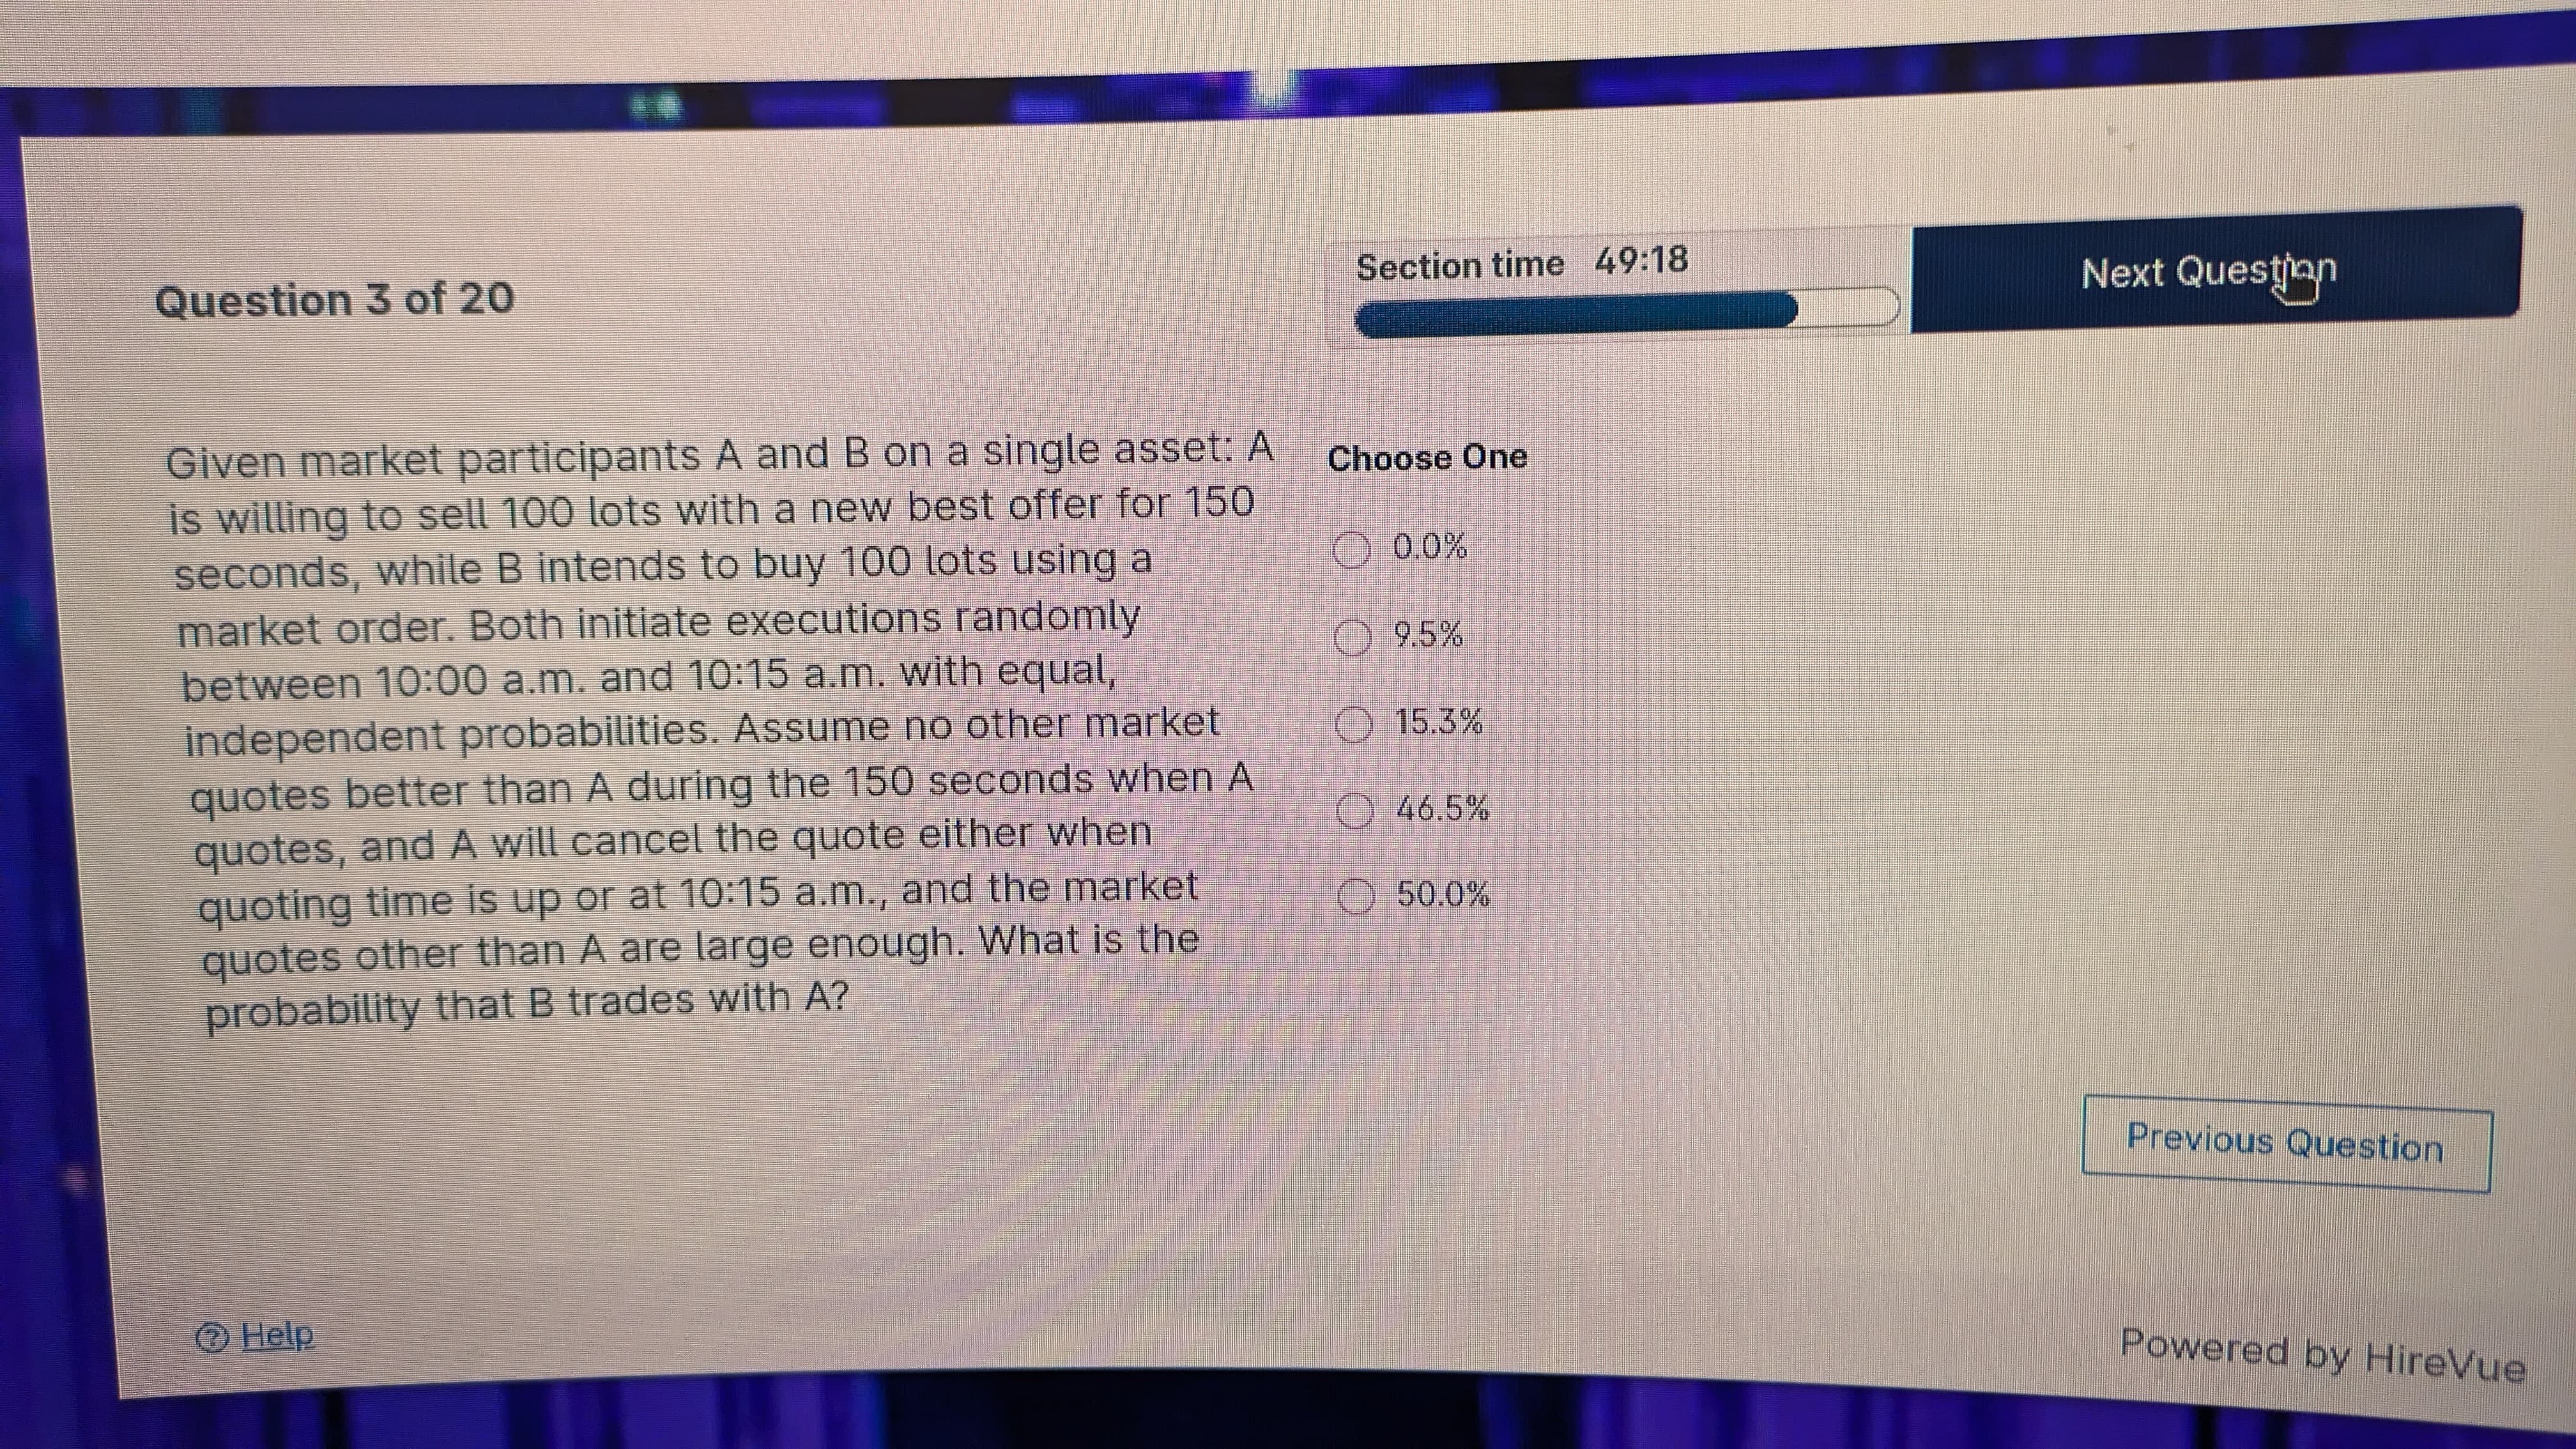 Question 3 of 20
Section time 49:18
Next Question
Given market participants A and B on a single asset: A
is willing to sell 100 lots with a new best offer for 150
seconds, while B intends to buy 100 lots using a
market order. Both initiate executions randomly
between 10:00 a.m. and 10:15 a.m. with equal,
independent probabilities. Assume no other market
quotes better than A during the 150 seconds when A
quotes, and A will cancel the quote either when
quoting time is up or at 10:15 a.m., and the market
quotes other than A are large enough. What is the
probability that B trades with A?
Choose One
0.0%
9.5%
15.3%
46.5%
50.0%
Previous Question
Help
Powered by HireVue